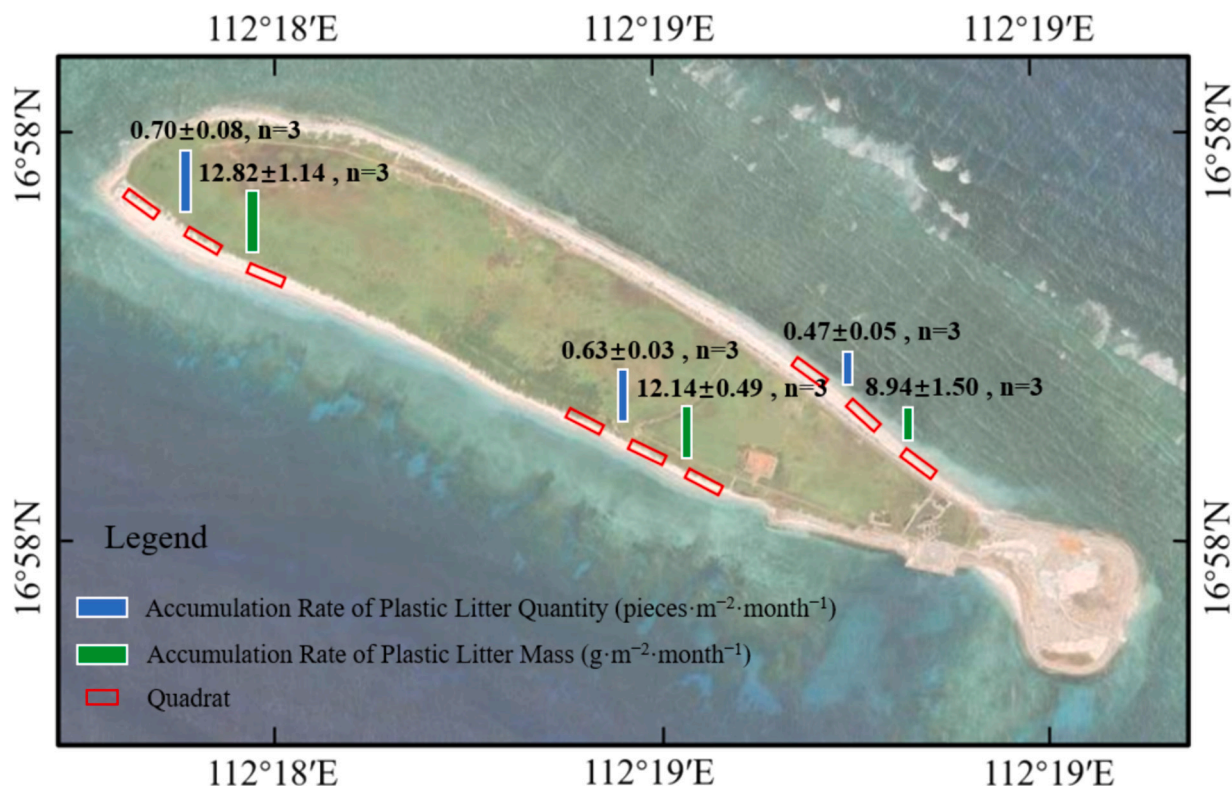 112°18′E 112°19′E 112°19′E
16°58′N
16°58′N
0.70±0.08, n=3
12.82±1.14 , n=3
0.47±0.05 , n=3
0.63±0.03 , n=3
12.14±0.49 , n=3
8.94±1.50 , n=3
16°58′N
16°58′N
Legend
Accumulation Rate of Plastic Litter Quantity (pieces·m⁻²·month⁻¹)
Accumulation Rate of Plastic Litter Mass (g·m⁻²·month⁻¹)
Quadrat
112°18′E 112°19′E 112°19′E